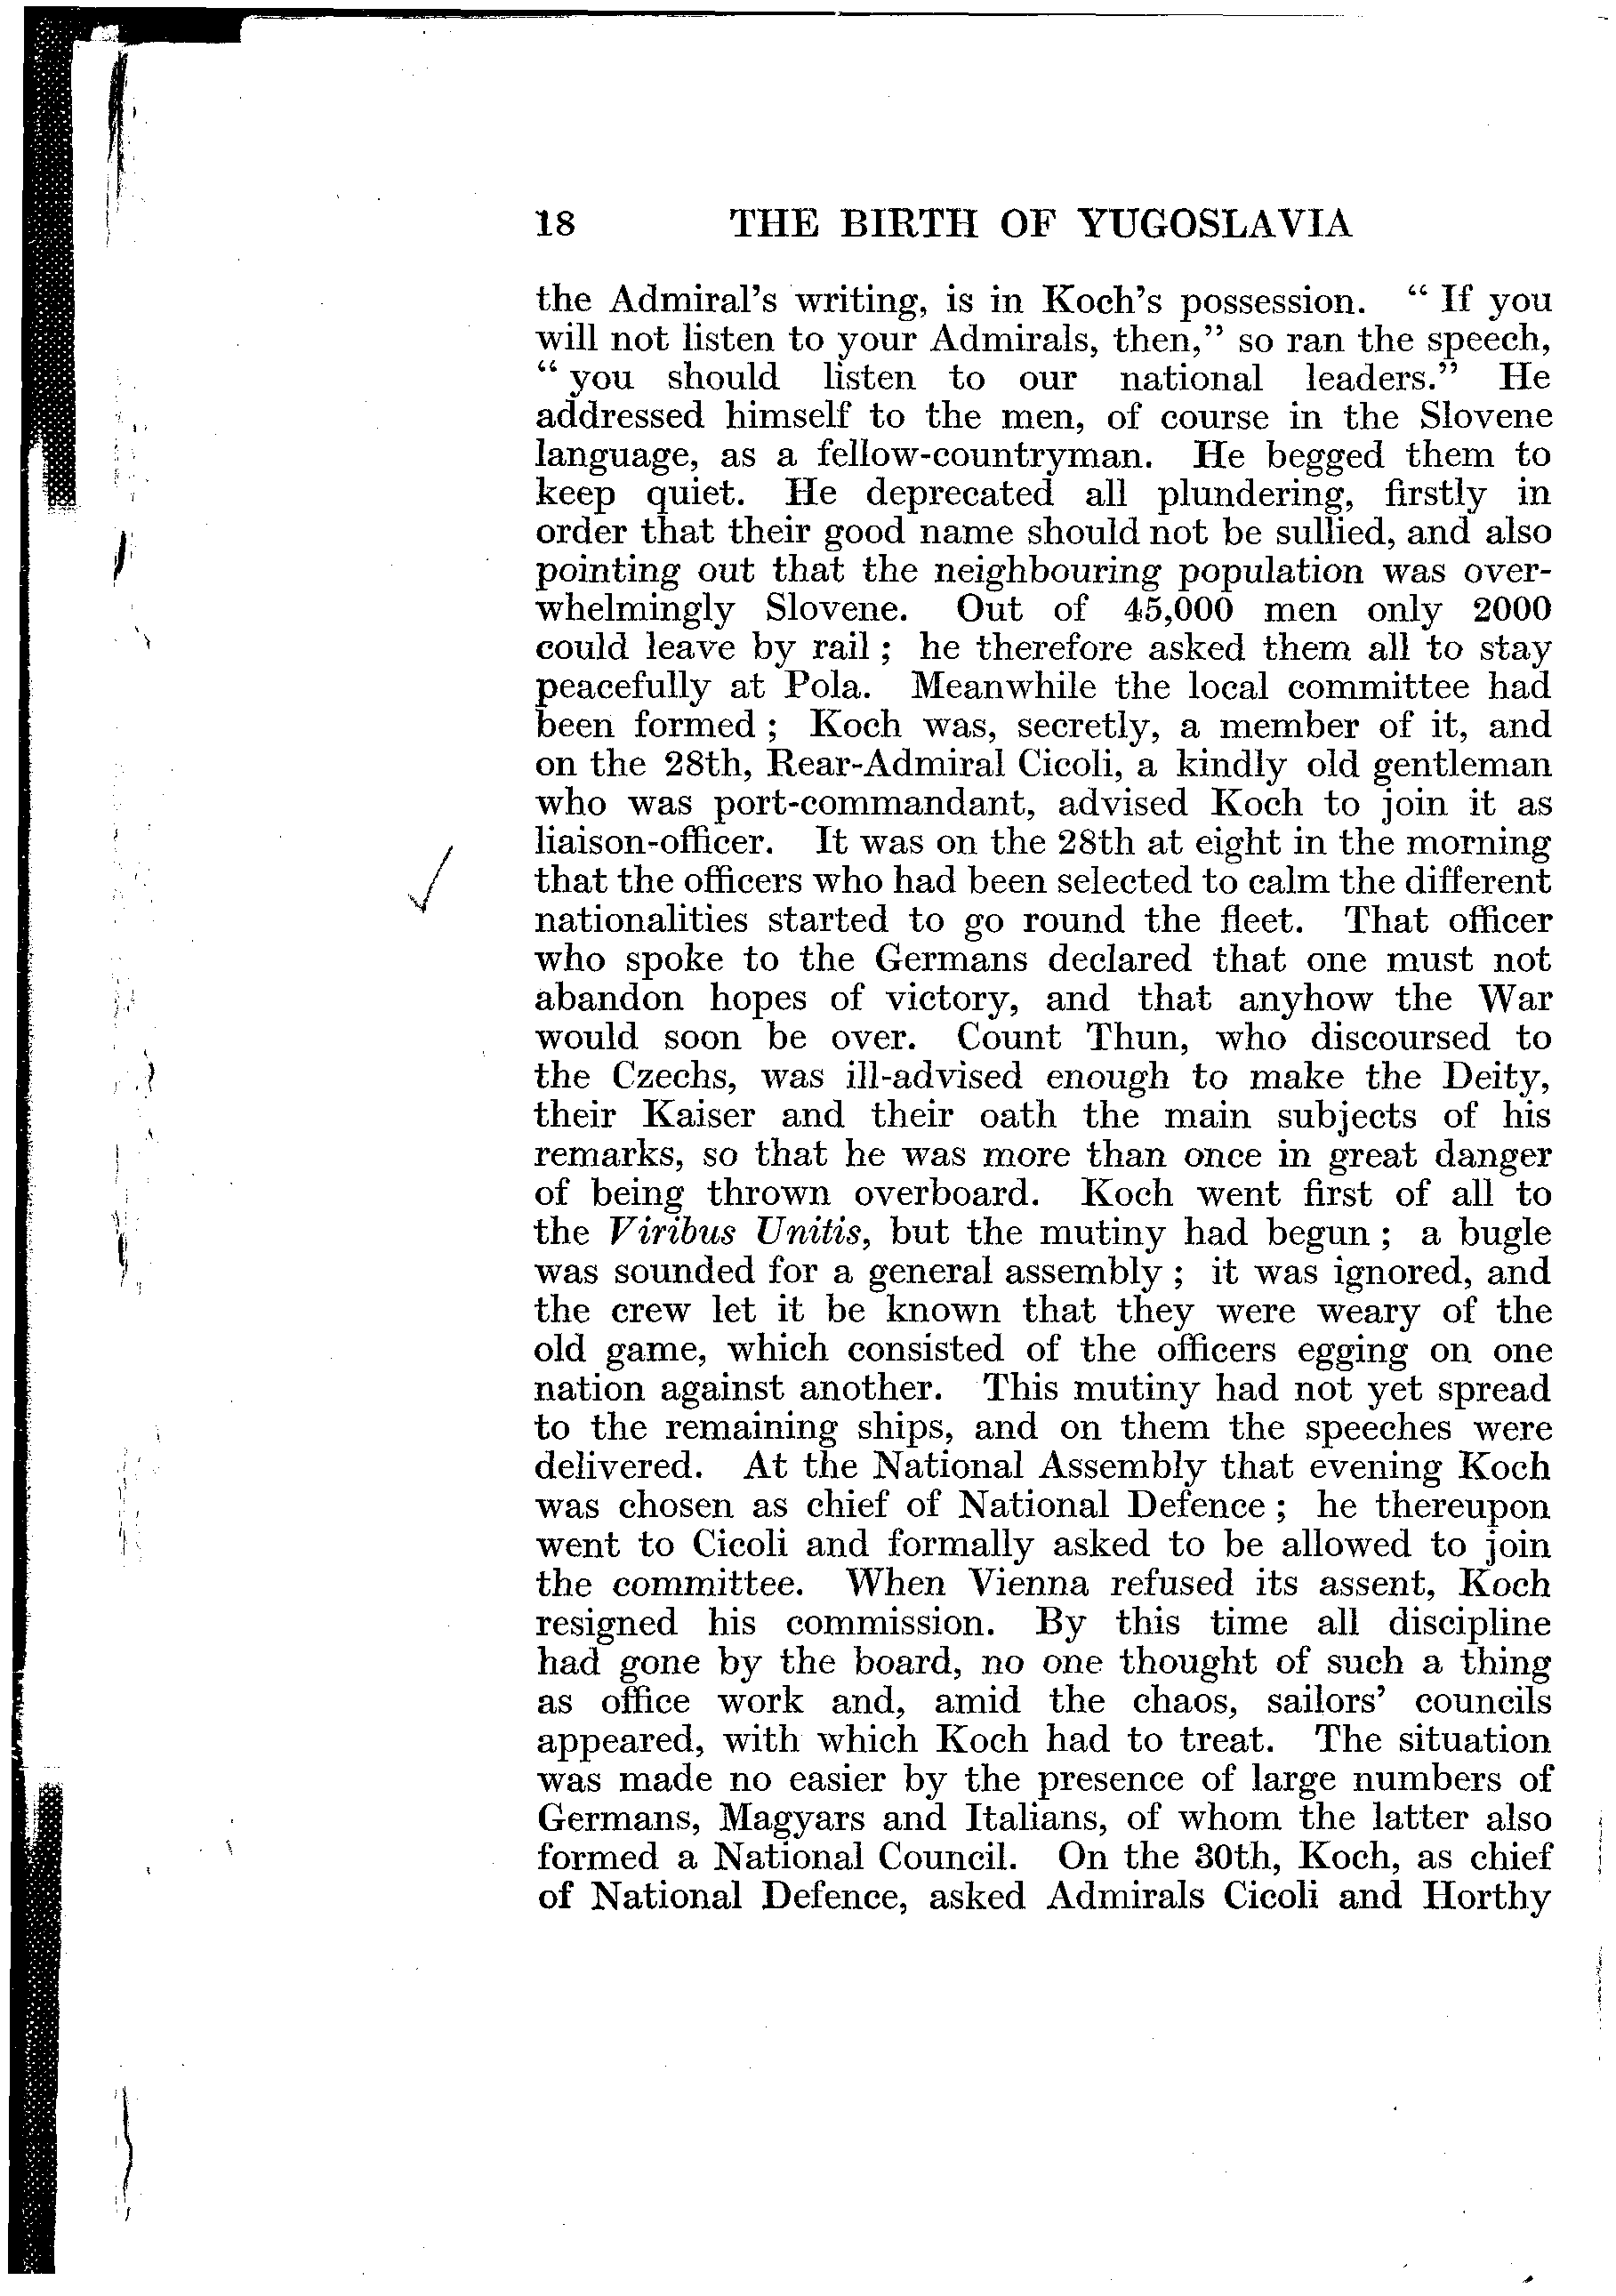 18 THE BIRTH OF YUGOSLAVIA
the Admiral's writing, is in Koch's possession. “ If you
will not listen to your Admirals, then,” so ran the speech,
“ you should listen to our national leaders.” He
addressed himself to the men, of course in the Slovene
language, as a fellow-countryman. He begged them to
keep quiet. He deprecated all plundering, firstly in
order that their good name should not be sullied, and also
pointing out that the neighbouring population was over-
whelmingly Slovene. Out of 45,000 men only 2000
could leave by rail ; he therefore asked them all to stay
peacefully at Pola. Meanwhile the local committee had
been formed ; Koch was, secretly, a member of it, and
on the 28th, Rear-Admiral Cicoli, a kindly old gentleman
who was port-commandant, advised Koch to join it as
liaison-officer. It was on the 28th at eight in the morning
that the officers who had been selected to calm the different
nationalities started to go round the fleet. That officer
who spoke to the Germans declared that one must not
abandon hopes of victory, and that anyhow the War
would soon be over. Count Thun, who discoursed to
the Czechs, was ill-advised enough to make the Deity,
their Kaiser and their oath the main subjects of his
remarks, so that he was more than once in great danger
of being thrown overboard. Koch went first of all to
the Viribus Unitis, but the mutiny had begun ; a bugle
was sounded for a general assembly ; it was ignored, and
the crew let it be known that they were weary of the
old game, which consisted of the officers egging on one
nation against another. This mutiny had not yet spread
to the remaining ships, and on them the speeches were
delivered. At the National Assembly that evening Koch
was chosen as chief of National Defence ; he thereupon
went to Cicoli and formally asked to be allowed to join
the committee. When Vienna refused its assent, Koch
resigned his commission. By this time all discipline
had gone by the board, no one thought of such a thing
as office work and, amid the chaos, sailors' councils
appeared, with which Koch had to treat. The situation
was made no easier by the presence of large numbers of
Germans, Magyars and Italians, of whom the latter also
formed a National Council. On the 30th, Koch, as chief
of National Defence, asked Admirals Cicoli and Horthy